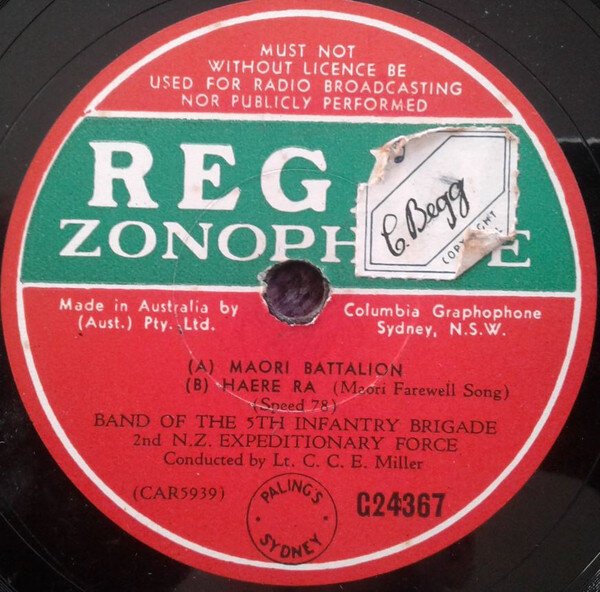 MUST NOT
WITHOUT LICENCE BE
USED FOR RADIO BROADCASTING
NOR PUBLICLY PERFORMED
REG
ZONOPH E
C. Begg
COPYRIGHT
Made in Australia by Columbia Graphophone
(Aust.) Pty. Ltd. Sydney, N.S.W.
(A) MAORI BATTALION
(B) HAERE RA (Maori Farewell Song)
(Speed 78)
BAND OF THE 5TH INFANTRY BRIGADE
2nd N.Z. EXPEDITIONARY FORCE
Conducted by Lt. C. C. E. Miller
(CAR5939)
PALING'S
SYDNEY
G24367